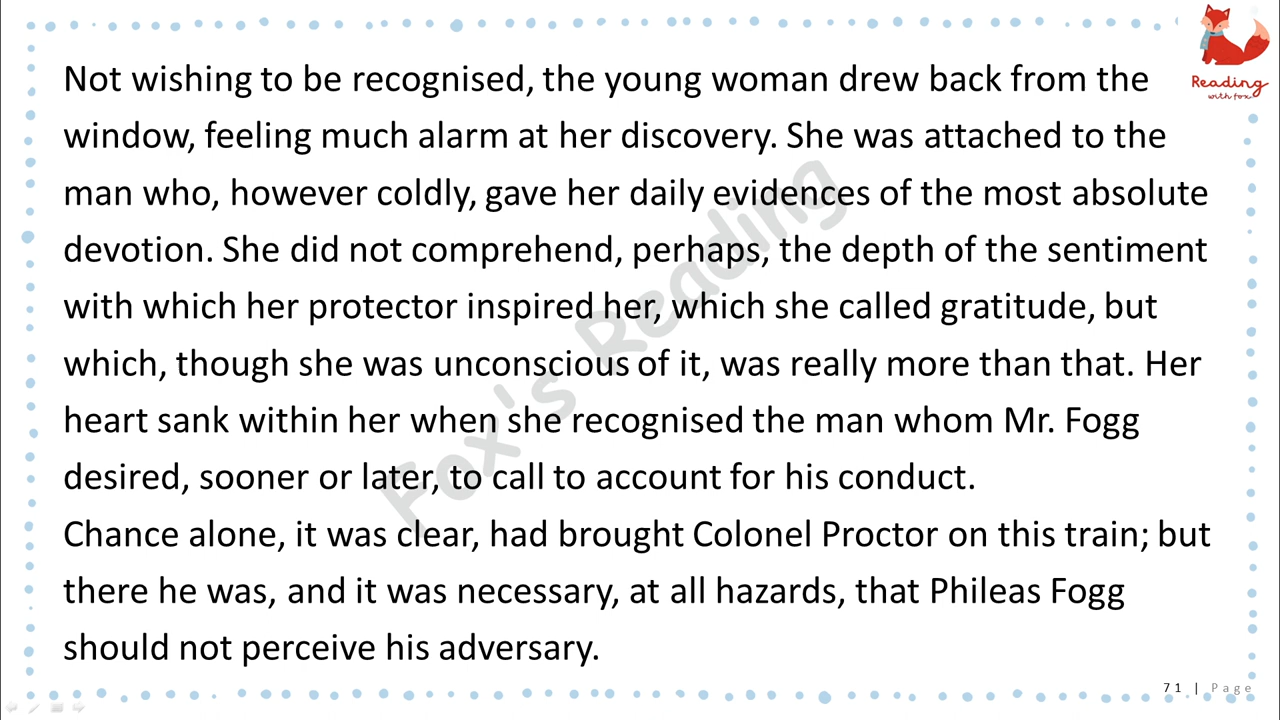 Not wishing to be recognised, the young woman drew back from the
window, feeling much alarm at her discovery. She was attached to the
man who, however coldly, gave her daily evidences of the most absolute
devotion. She did not comprehend, perhaps, the depth of the sentiment
with which her protector inspired her, which she called gratitude, but
which, though she was unconscious of it, was really more than that. Her
heart sank within her when she recognised the man whom Mr. Fogg
desired, sooner or later, to call to account for his conduct.
Chance alone, it was clear, had brought Colonel Proctor on this train; but
there he was, and it was necessary, at all hazards, that Phileas Fogg
should not perceive his adversary.
Reading
with fox
Fox's Reading
71 | Page